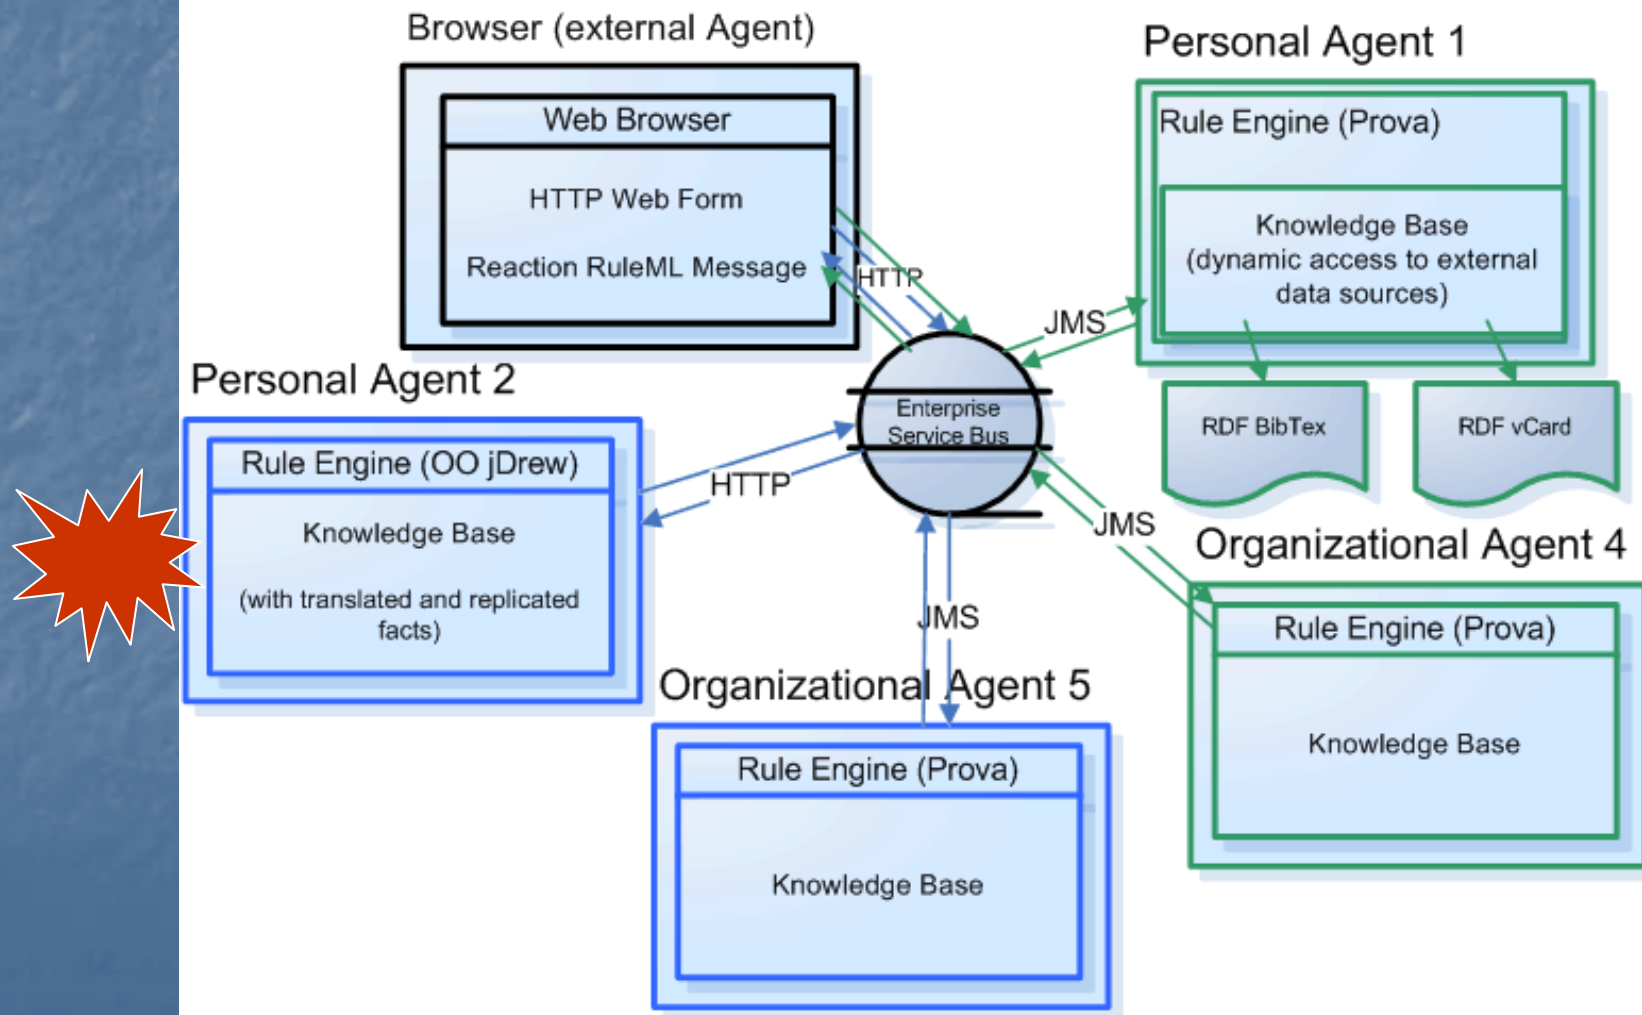 Browser (external Agent)
Web Browser
HTTP Web Form
Reaction RuleML Message
HTTP
Personal Agent 1
Rule Engine (Prova)
Knowledge Base
(dynamic access to external
data sources)
JMS
RDF BibTex
RDF vCard
Personal Agent 2
Rule Engine (OO jDrew)
Knowledge Base
(with translated and replicated
facts)
HTTP
Enterprise
Service Bus
JMS
Organizational Agent 4
Rule Engine (Prova)
Knowledge Base
JMS
Organizational Agent 5
Rule Engine (Prova)
Knowledge Base